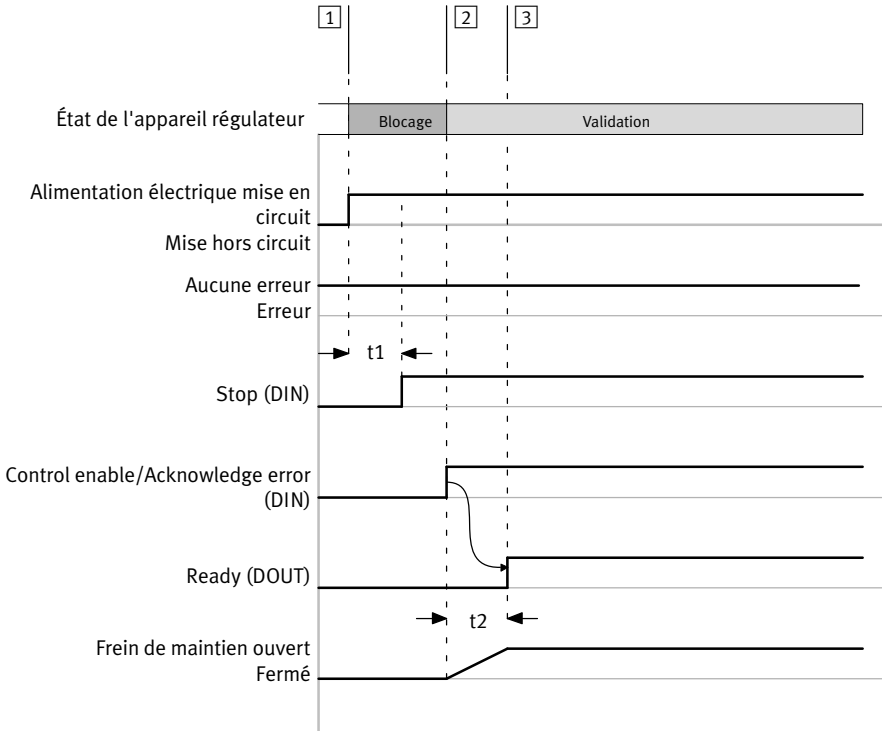 1
2
3
État de l'appareil régulateur
Blocage
Validation
Alimentation électrique mise en
circuit
Mise hors circuit
Aucune erreur
Erreur
t1
Stop (DIN)
Control enable/Acknowledge error
(DIN)
Ready (DOUT)
t2
Frein de maintien ouvert
Fermé